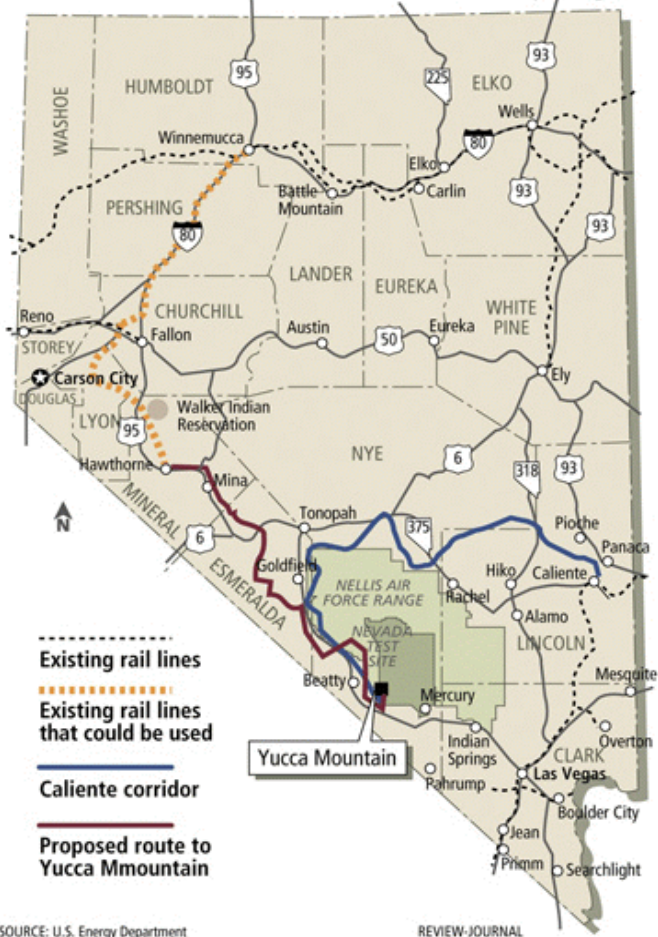 95
93
HUMBOLDT
225
ELKO
WASHOE
Wells
Winnemucca
80
Elko
Battle
Mountain
Carlin
93
PERSHING
93
80
LANDER
EUREKA
CHURCHILL
WHITE
PINE
Reno
Austin
Eureka
Fallon
50
STOREY
Carson City
Ely
DOUGLAS
LYON
Walker Indian
Reservation
95
NYE
6
318
93
Hawthorne
Mina
N
MINERAL
Tonopah
375
Pioche
6
Panaca
Goldfield
Hiko
Caliente
ESMERALDA
NELLIS AIR
FORCE RANGE
Rachel
Alamo
NEVADA
TEST
SITE
LINCOLN
Existing rail lines
Beatty
Mesquite
Mercury
Existing rail lines
that could be used
Indian
Springs
Overton
Yucca Mountain
CLARK
Las Vegas
Caliente corridor
Pahrump
Boulder City
Proposed route to
Yucca Mmountain
Jean
Primm
Searchlight
SOURCE: U.S. Energy Department
REVIEW-JOURNAL